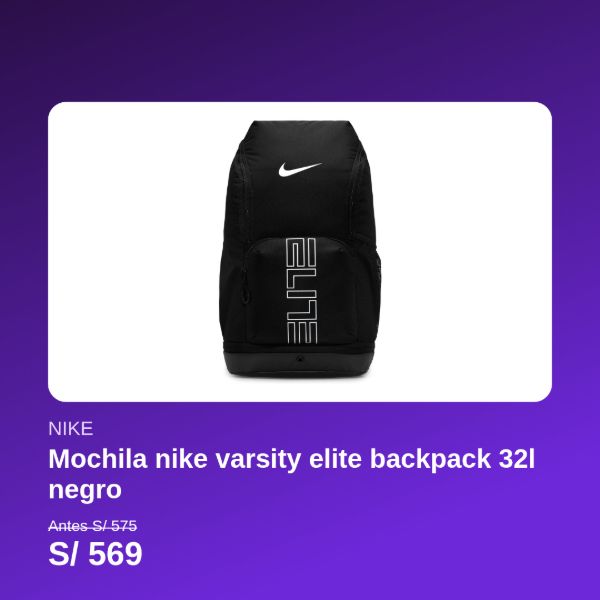 ELITE
NIKE
Mochila nike varsity elite backpack 32l
negro
Antes S/ 575
S/ 569